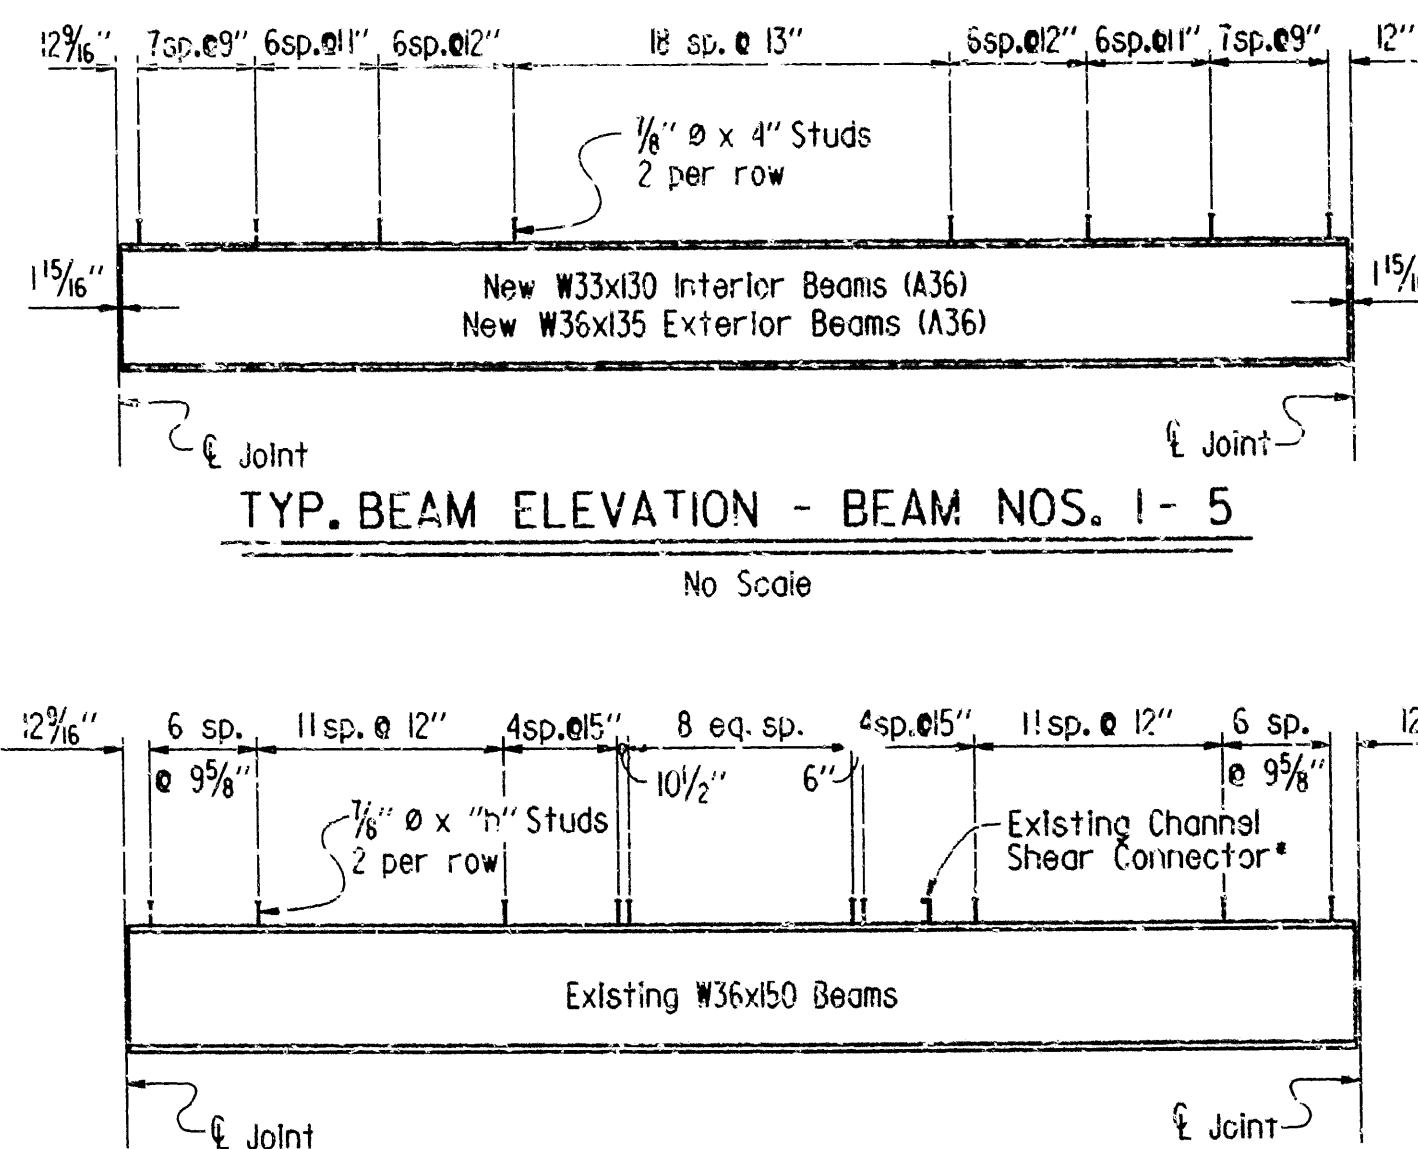 12 9/16" 7sp.@9" 6sp.@11" 6sp.@12" 18 sp. @ 13" 6sp.@12" 6sp.@11" 7sp.@9" 12"
7/8" Ø x 4" Studs
2 per row
1 15/16"
New W33x130 Interior Beams (A36)
1 15/1
New W36x135 Exterior Beams (A36)
℄ Joint
℄ Joint
TYP. BEAM ELEVATION - BEAM NOS. 1 - 5
No Scale
12 9/16" 6 sp. 11 sp. @ 12" 4sp.@15" 8 eq. sp. 4sp.@15" 11 sp. @ 12" 6 sp. 12
@ 9 5/8" 10 1/2" 6" @ 9 5/8"
7/8" Ø x "h" Studs
2 per row
Existing Channel
Shear Connector*
Existing W36x150 Beams
℄ Joint
℄ Joint